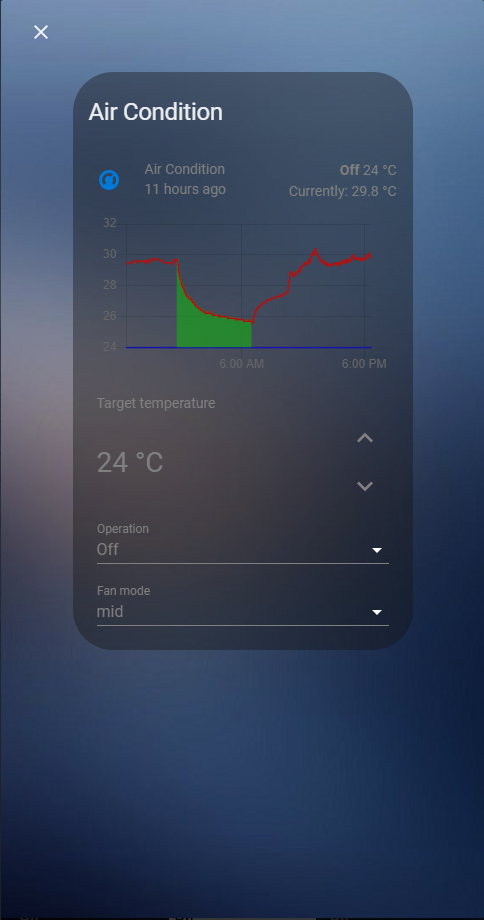 Air Condition
Air Condition
Off 24 °C
11 hours ago
Currently: 29.8 °C
32
30
28
26
24
6:00 AM
6:00 PM
Target temperature
24 °C
Operation
Off
Fan mode
mid